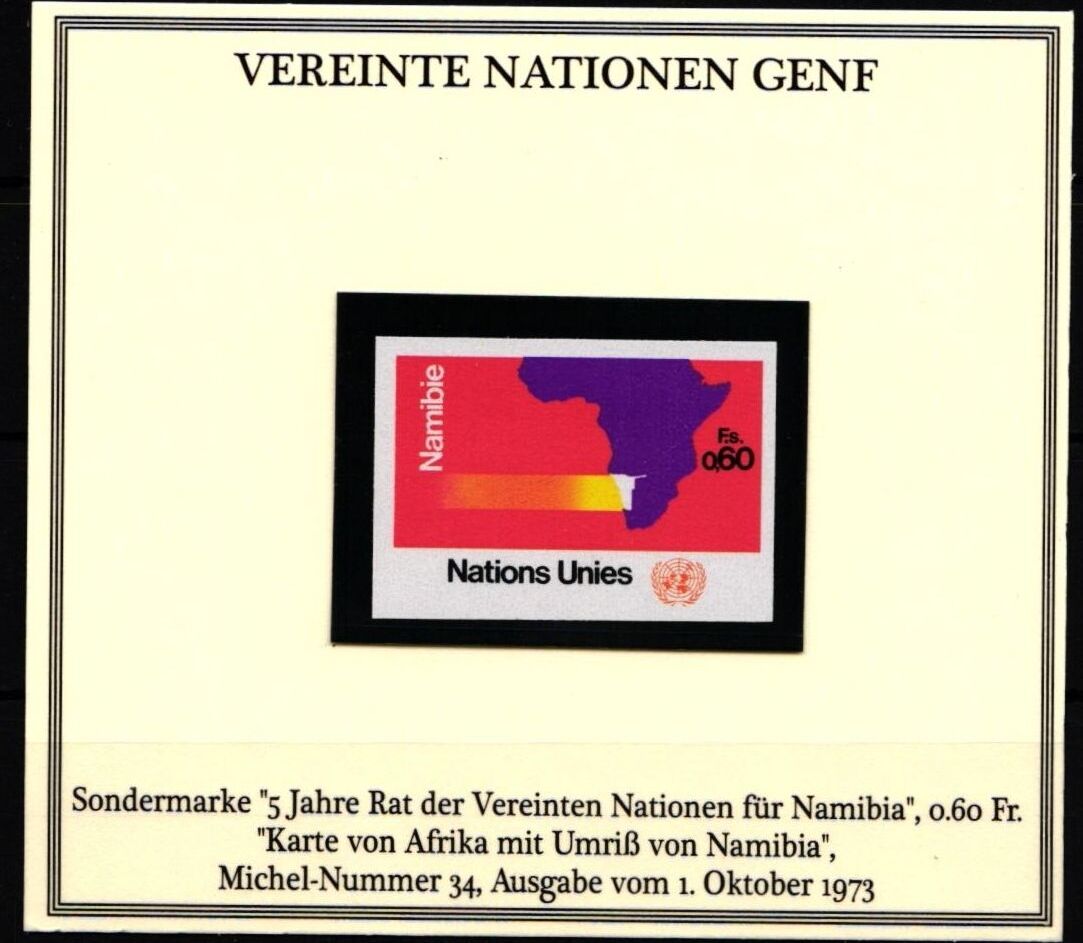 VEREINTE NATIONEN GENF
Namibie
F.s.
0,60
Nations Unies
Sondermarke "5 Jahre Rat der Vereinten Nationen für Namibia", 0.60 Fr.
"Karte von Afrika mit Umriß von Namibia",
Michel-Nummer 34, Ausgabe vom 1. Oktober 1973